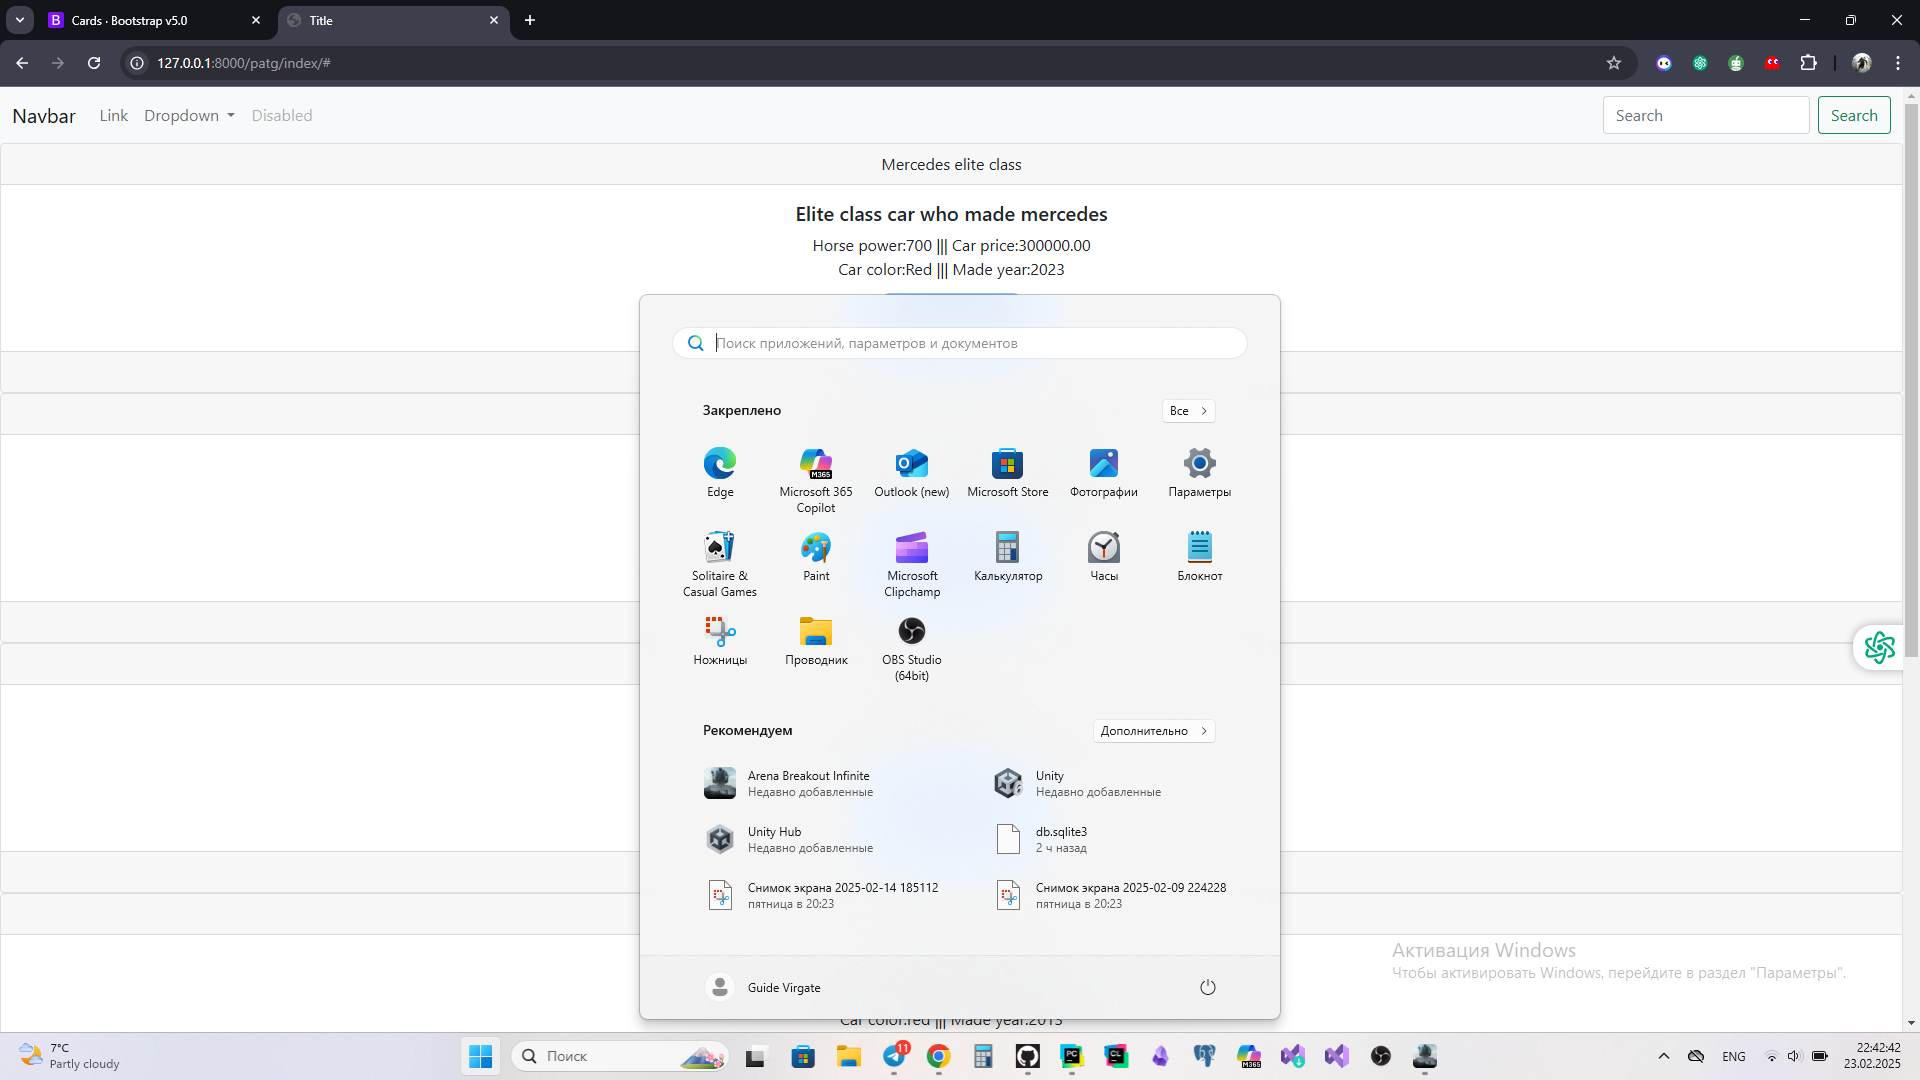 Cards · Bootstrap v5.0
Title
127.0.0.1:8000/patg/index/#
Navbar
Link
Dropdown
Disabled
Search
Search
Mercedes elite class
Elite class car who made mercedes
Horse power:700 ||| Car price:300000.00
Car color:Red ||| Made year:2023
Поиск приложений, параметров и документов
Закреплено
Все
Edge
Microsoft 365
Copilot
Outlook (new)
Microsoft Store
Фотографии
Параметры
Solitaire &
Casual Games
Paint
Microsoft
Clipchamp
Калькулятор
Часы
Блокнот
Ножницы
Проводник
OBS Studio
(64bit)
Рекомендуем
Дополнительно
Arena Breakout Infinite
Недавно добавленные
Unity
Недавно добавленные
Unity Hub
Недавно добавленные
db.sqlite3
2 ч назад
Снимок экрана 2025-02-14 185112
пятница в 20:23
Снимок экрана 2025-02-09 224228
пятница в 20:23
Активация Windows
Чтобы активировать Windows, перейдите в раздел "Параметры".
Guide Virgate
Car color:red ||| Made year:2013
7°C
Partly cloudy
Поиск
11
ENG
22:42:42
23.02.2025